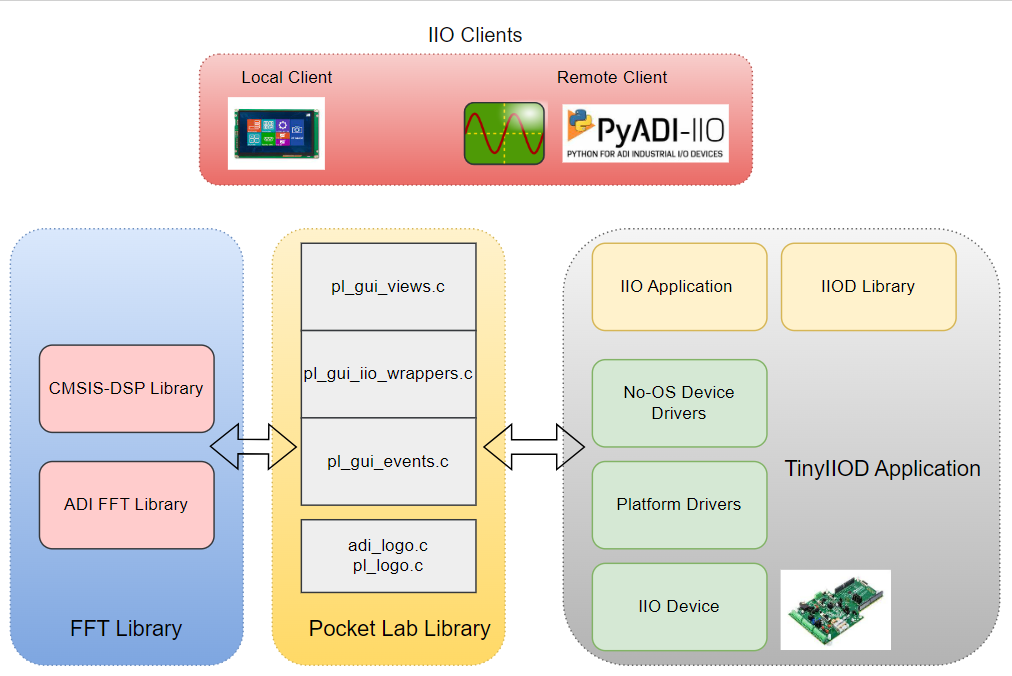 IIO Clients
Local Client
Remote Client
PyADI-IIO
PYTHON FOR ADI INDUSTRIAL I/O DEVICES
CMSIS-DSP Library
ADI FFT Library
FFT Library
pl_gui_views.c
pl_gui_iio_wrappers.c
pl_gui_events.c
adi_logo.c
pl_logo.c
Pocket Lab Library
IIO Application
IIOD Library
No-OS Device
Drivers
Platform Drivers
IIO Device
TinyIIOD Application